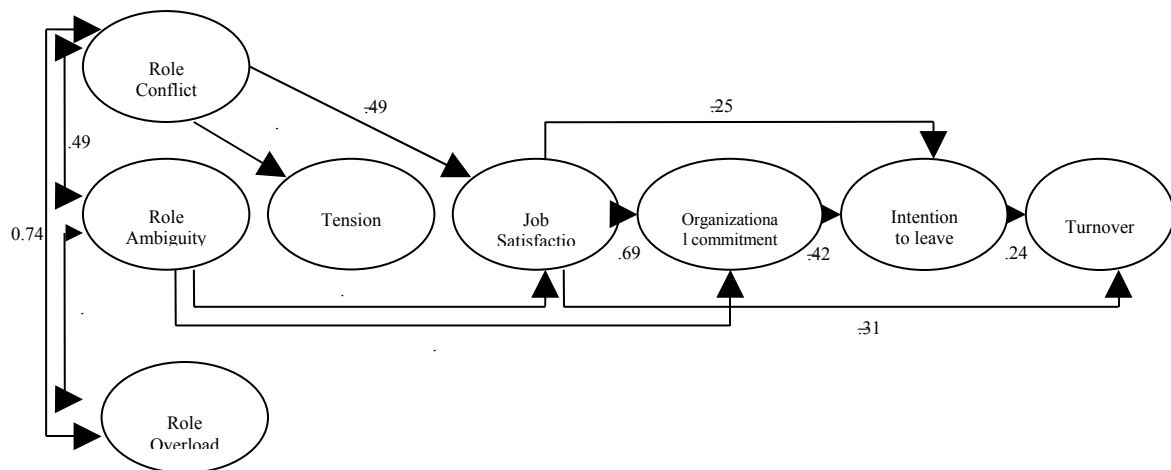 Role
Conflict
-.49
-.25
.49
0.74
Role
Ambiguity
Tension
Job
Satisfactio
.69
Organizationa
l commitment
-.42
Intention
to leave
.24
Turnover
-.31
Role
Overload